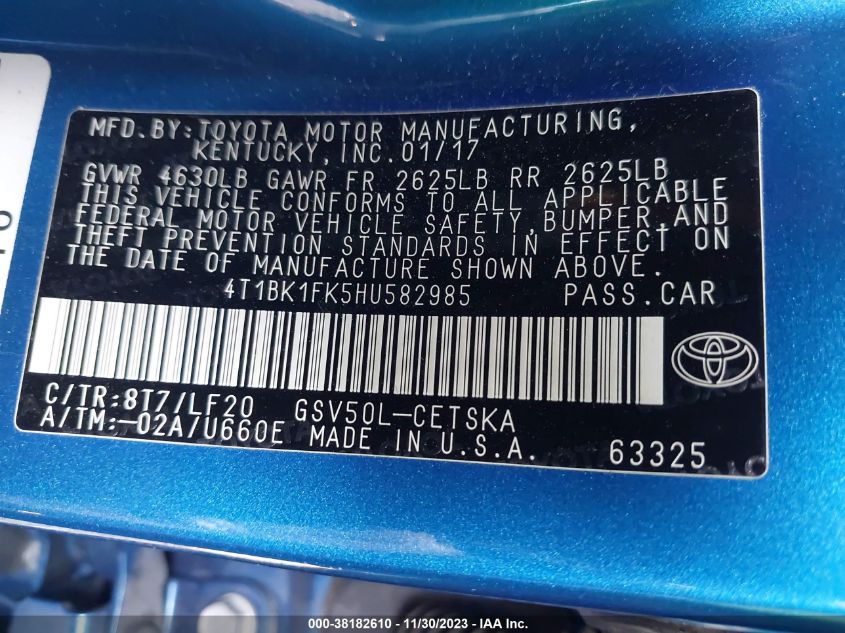 MFD. BY: TOYOTA MOTOR MANUFACTURING,
KENTUCKY, INC. 01/17
GVWR 4630LB GAWR FR 2625LB RR 2625LB
THIS VEHICLE CONFORMS TO ALL APPLICABLE
FEDERAL MOTOR VEHICLE SAFETY, BUMPER, AND
THEFT PREVENTION STANDARDS IN EFFECT ON
THE DATE OF MANUFACTURE SHOWN ABOVE.
4T1BK1FK5HU582985 PASS. CAR
C/TR: 8T7/LF20 GSV50L-CETSKA
A/TM: -02A/U660E MADE IN U.S.A. 63325
000-38182610 - 11/30/2023 - IAAI.com